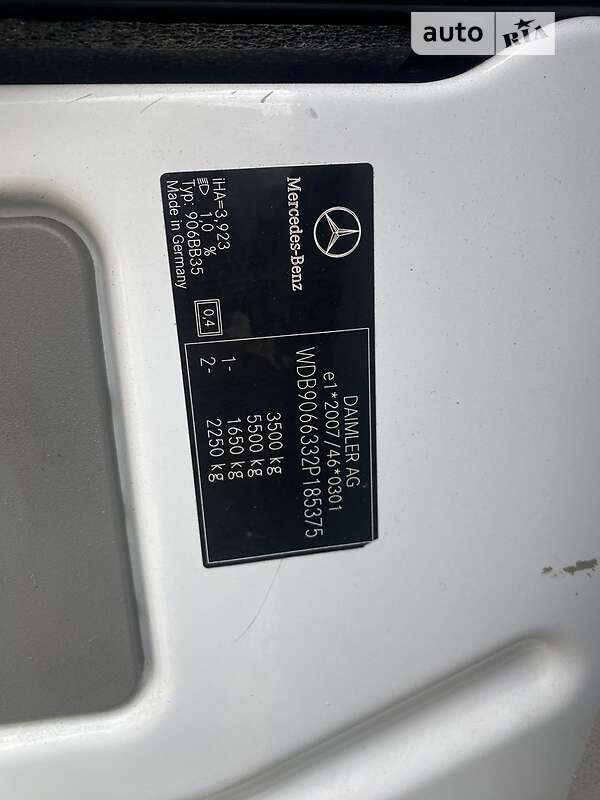 auto RIA
Mercedes-Benz
iHA=3,923
1,0 %
Typ: 906BB35
Made in Germany
0,4
DAIMLER AG
e1*2007/46*0301
WDB9066332P185375
3500 kg
5500 kg
1- 1650 kg
2- 2250 kg